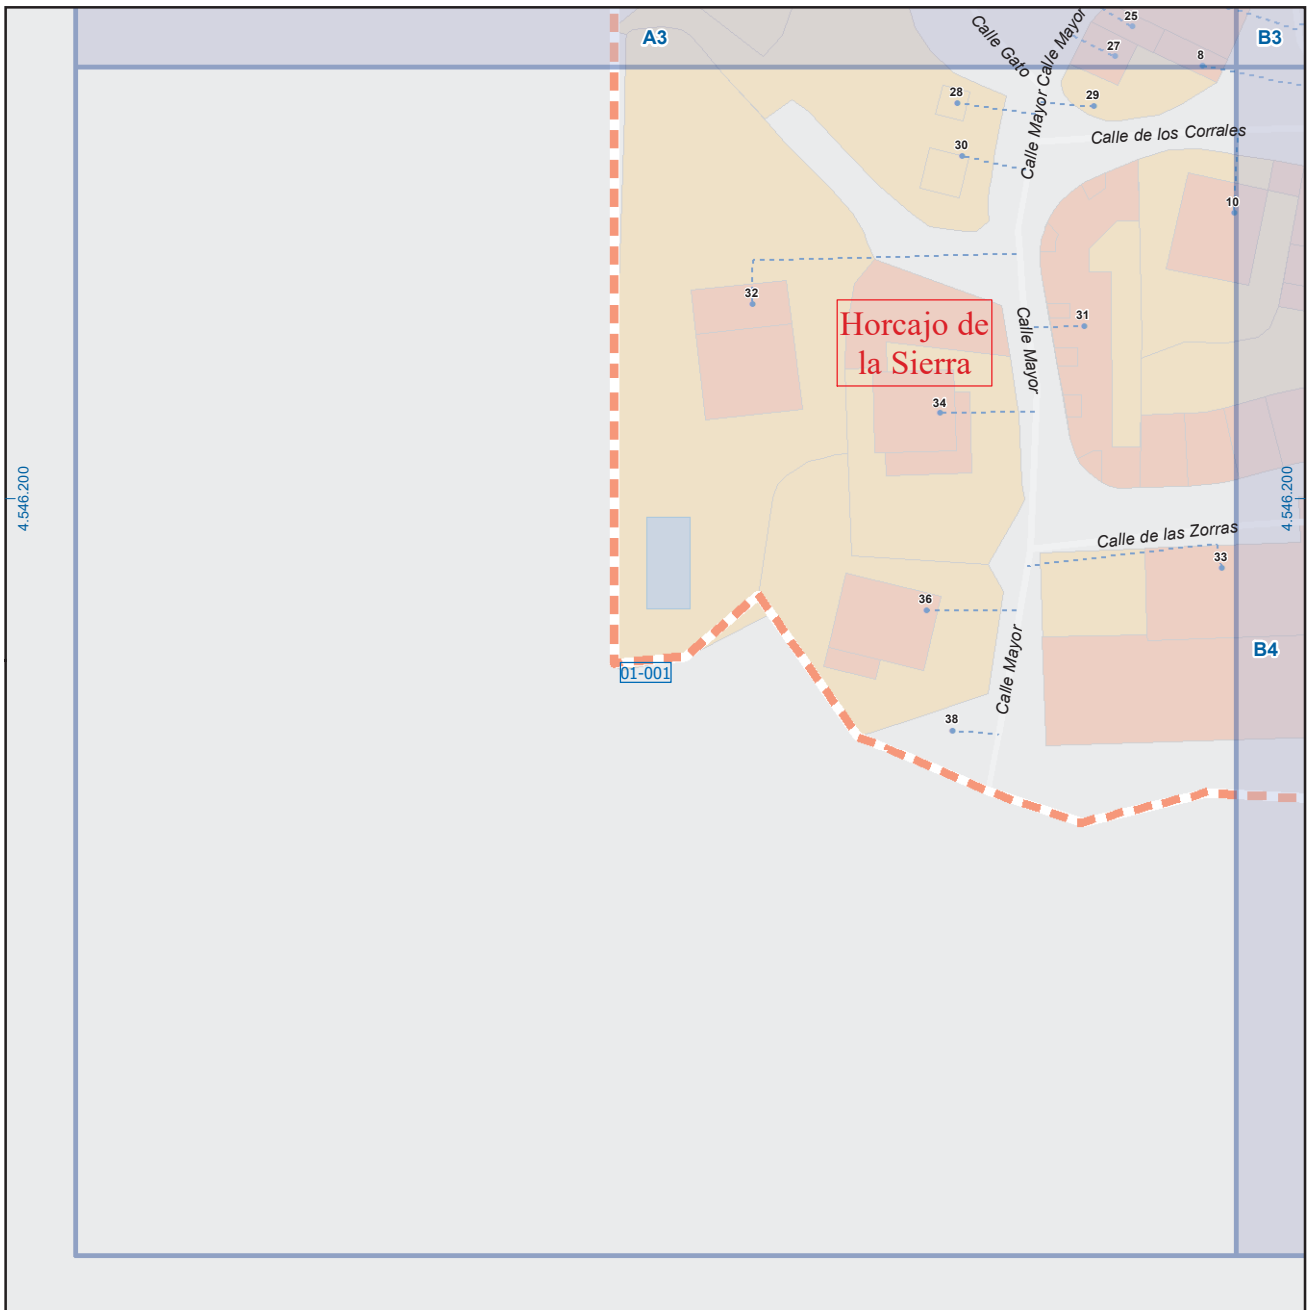 25
A3
B3
Calle Gato
Calle Mayor
27
8
28
29
Calle Mayor
Calle de los Corrales
30
10
32
31
Horcajo de
la Sierra
Calle Mayor
34
4.546.200
4.546.200
Calle de las Zorras
33
36
Calle Mayor
B4
01-001
38